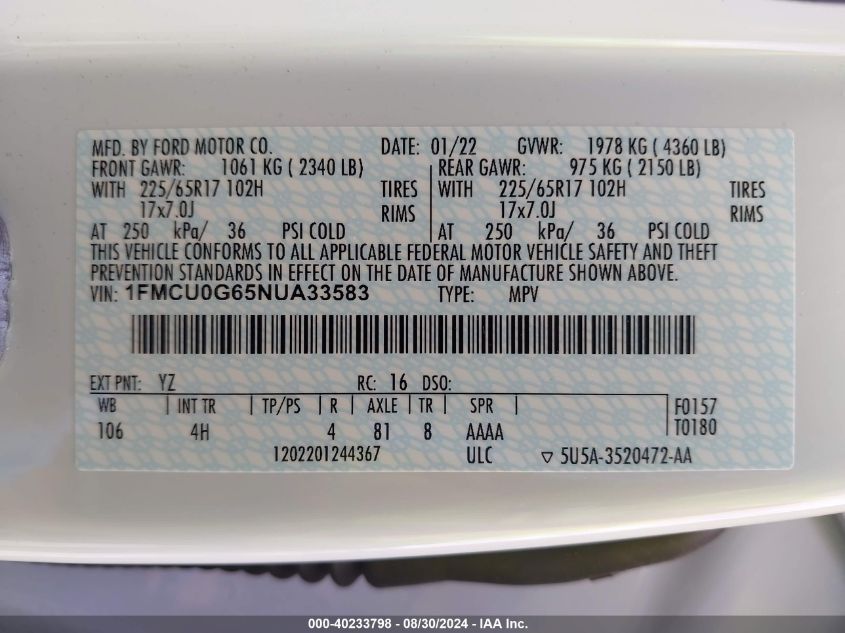 MFD. BY FORD MOTOR CO. DATE: 01/22 GVWR: 1978 KG ( 4360 LB)
FRONT GAWR: 1061 KG ( 2340 LB) REAR GAWR: 975 KG ( 2150 LB)
WITH 225/65R17 102H TIRES WITH 225/65R17 102H TIRES
17x7.0J RIMS 17x7.0J RIMS
AT 250 kPa/ 36 PSI COLD AT 250 kPa/ 36 PSI COLD
THIS VEHICLE CONFORMS TO ALL APPLICABLE FEDERAL MOTOR VEHICLE SAFETY AND THEFT
PREVENTION STANDARDS IN EFFECT ON THE DATE OF MANUFACTURE SHOWN ABOVE.
VIN: 1FMCU0G65NUA33583 TYPE: MPV
EXT PNT: YZ RC: 16 DSO:
WB INT TR TP/PS R AXLE TR SPR F0157
106 4H 4 81 8 AAAA T0180
1202201244367 ULC ▽ 5U5A-3520472-AA
000-40233798 - 08/30/2024 - IAA Inc.